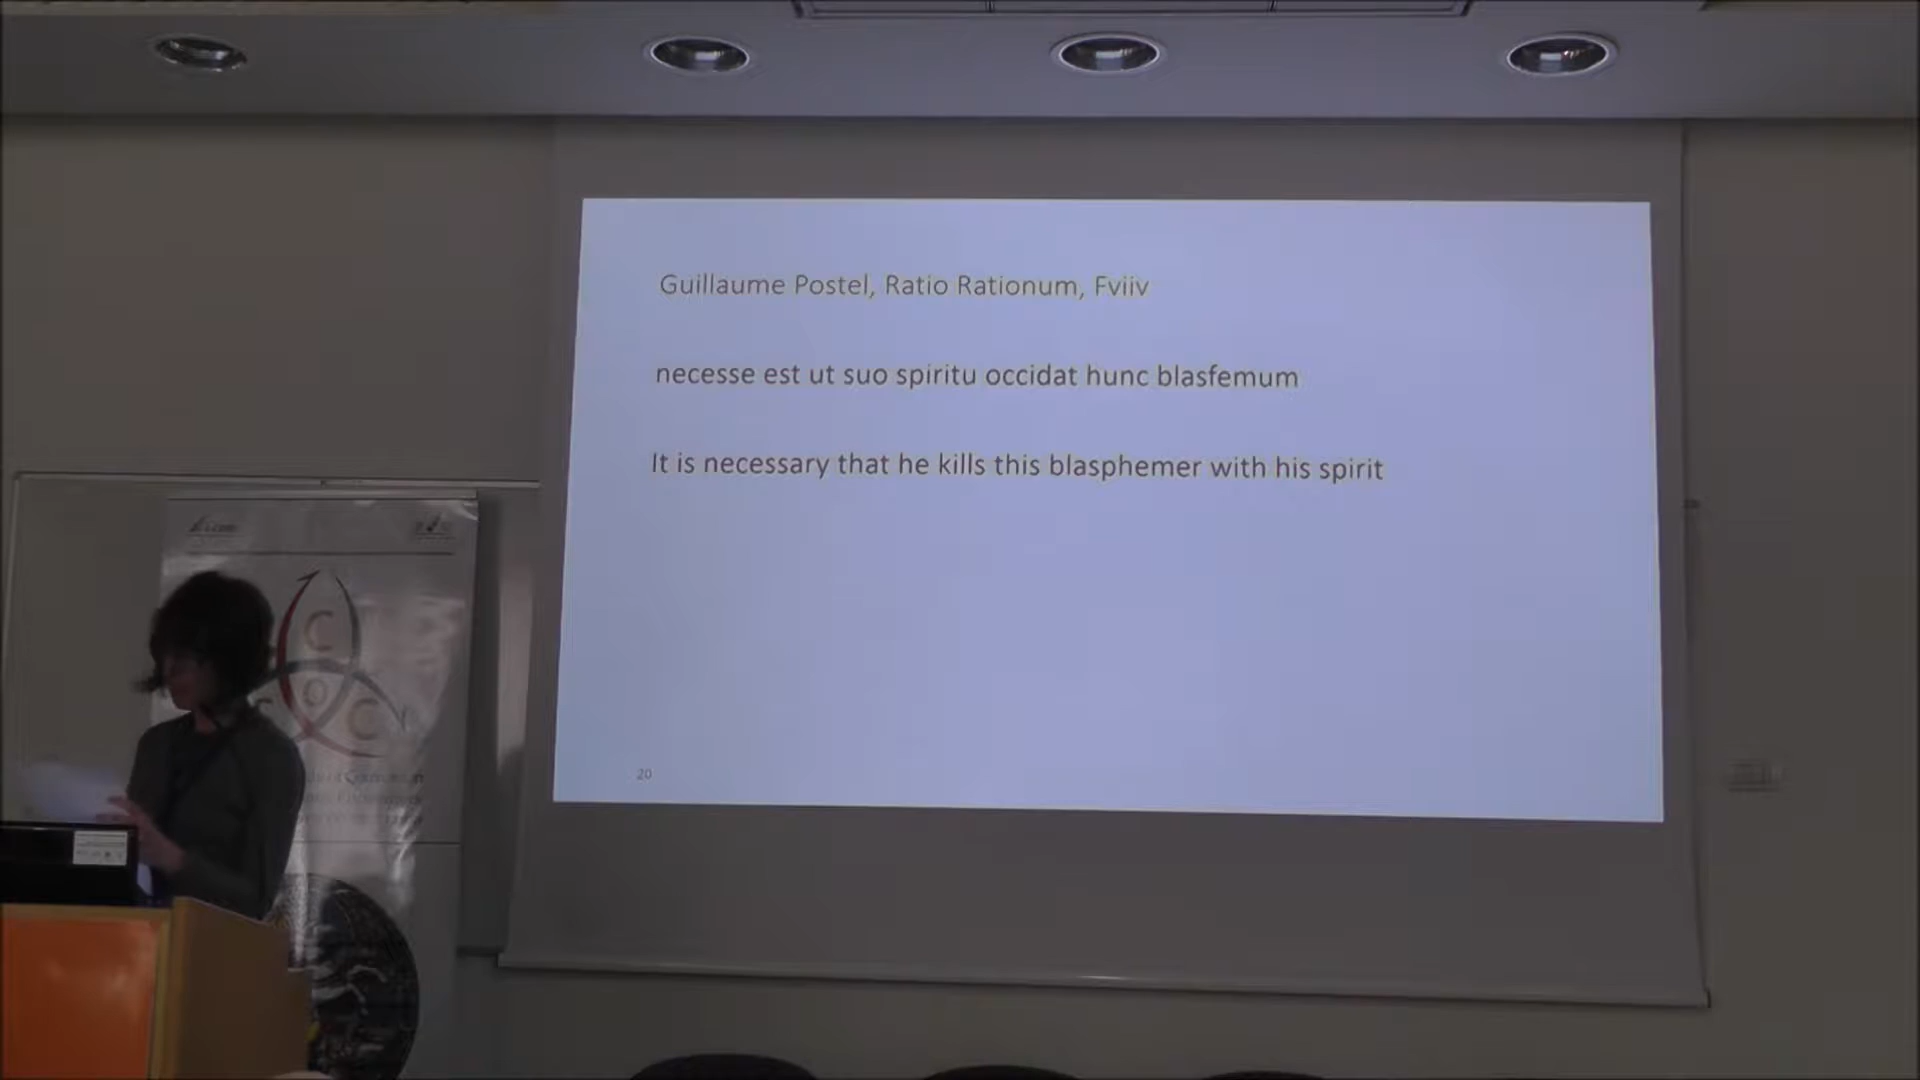 Guillaume Postel, Ratio Rationum, Fviiv
necesse est ut suo spiritu occidat hunc blasfemum
It is necessary that he kills this blasphemer with his spirit
20
C
O
C